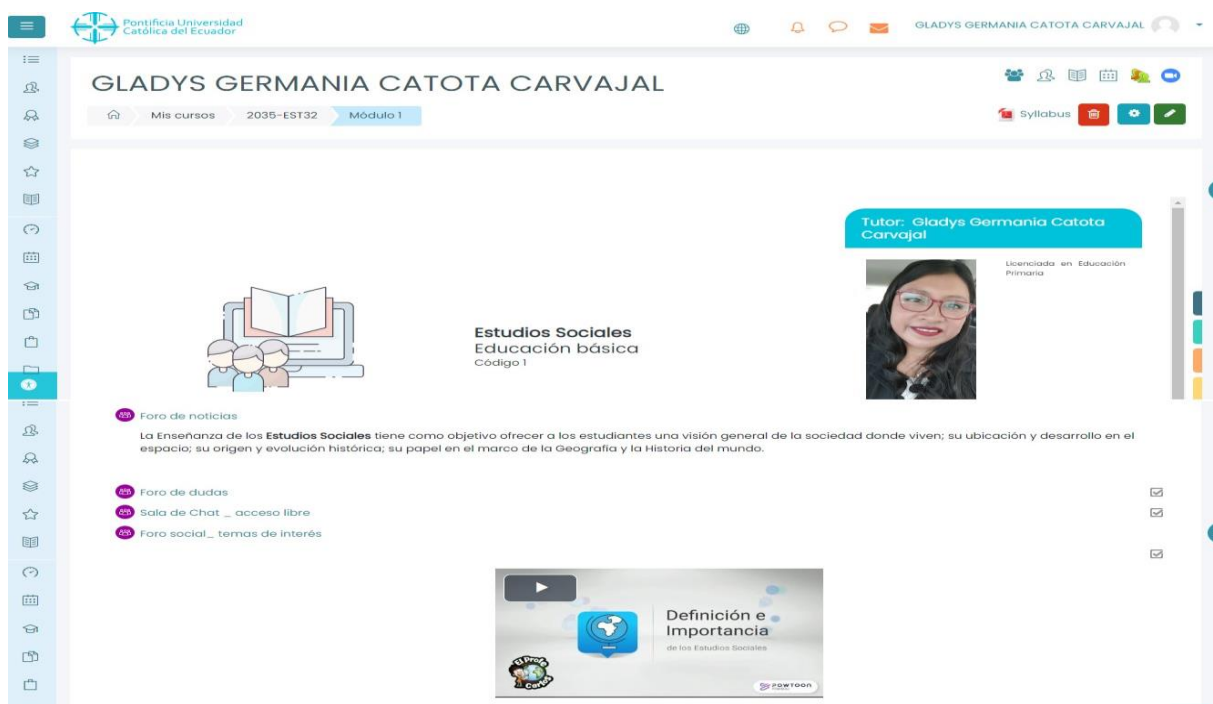 Pontificia Universidad
Católica del Ecuador
GLADYS GERMANIA CATOTA CARVAJAL
GLADYS GERMANIA CATOTA CARVAJAL
Mis cursos 2035-EST32 Módulo 1
Syllabus
Tutor: Gladys Germania Catota
Carvajal
Licenciada en Educación
Primaria
Estudios Sociales
Educación básica
Código 1
Foro de noticias
La Enseñanza de los Estudios Sociales tiene como objetivo ofrecer a los estudiantes una visión general de la sociedad donde viven; su ubicación y desarrollo en el
espacio; su origen y evolución histórica; su papel en el marco de la Geografía y la Historia del mundo.
Foro de dudas
Sala de Chat _ acceso libre
Foro social_ temas de interés
Definición e
Importancia
de los Estudios Sociales
El Profe
Carlos
POWTOON